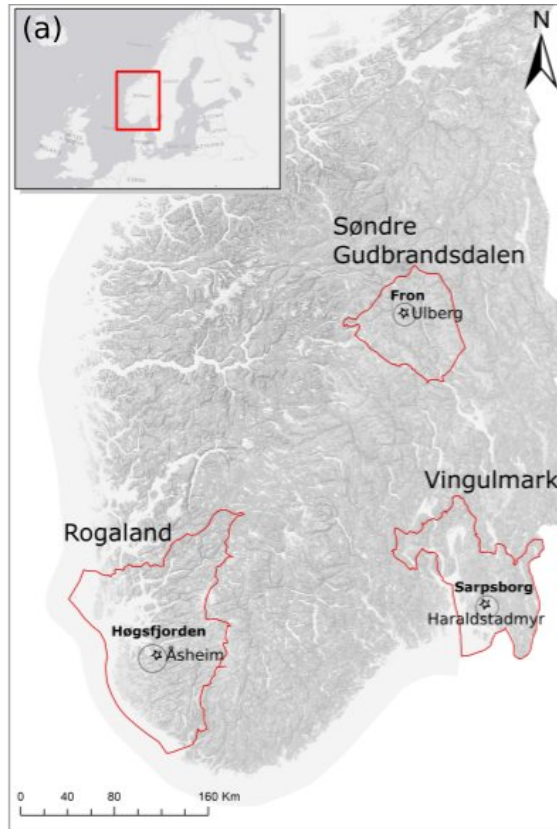 (a)
N
Søndre
Gudbrandsdalen
Fron
Ulberg
Vingulmark
Rogaland
Sarpsborg
Haraldstadmyr
Høgsfjorden
Åsheim
0 40 80 160 Km